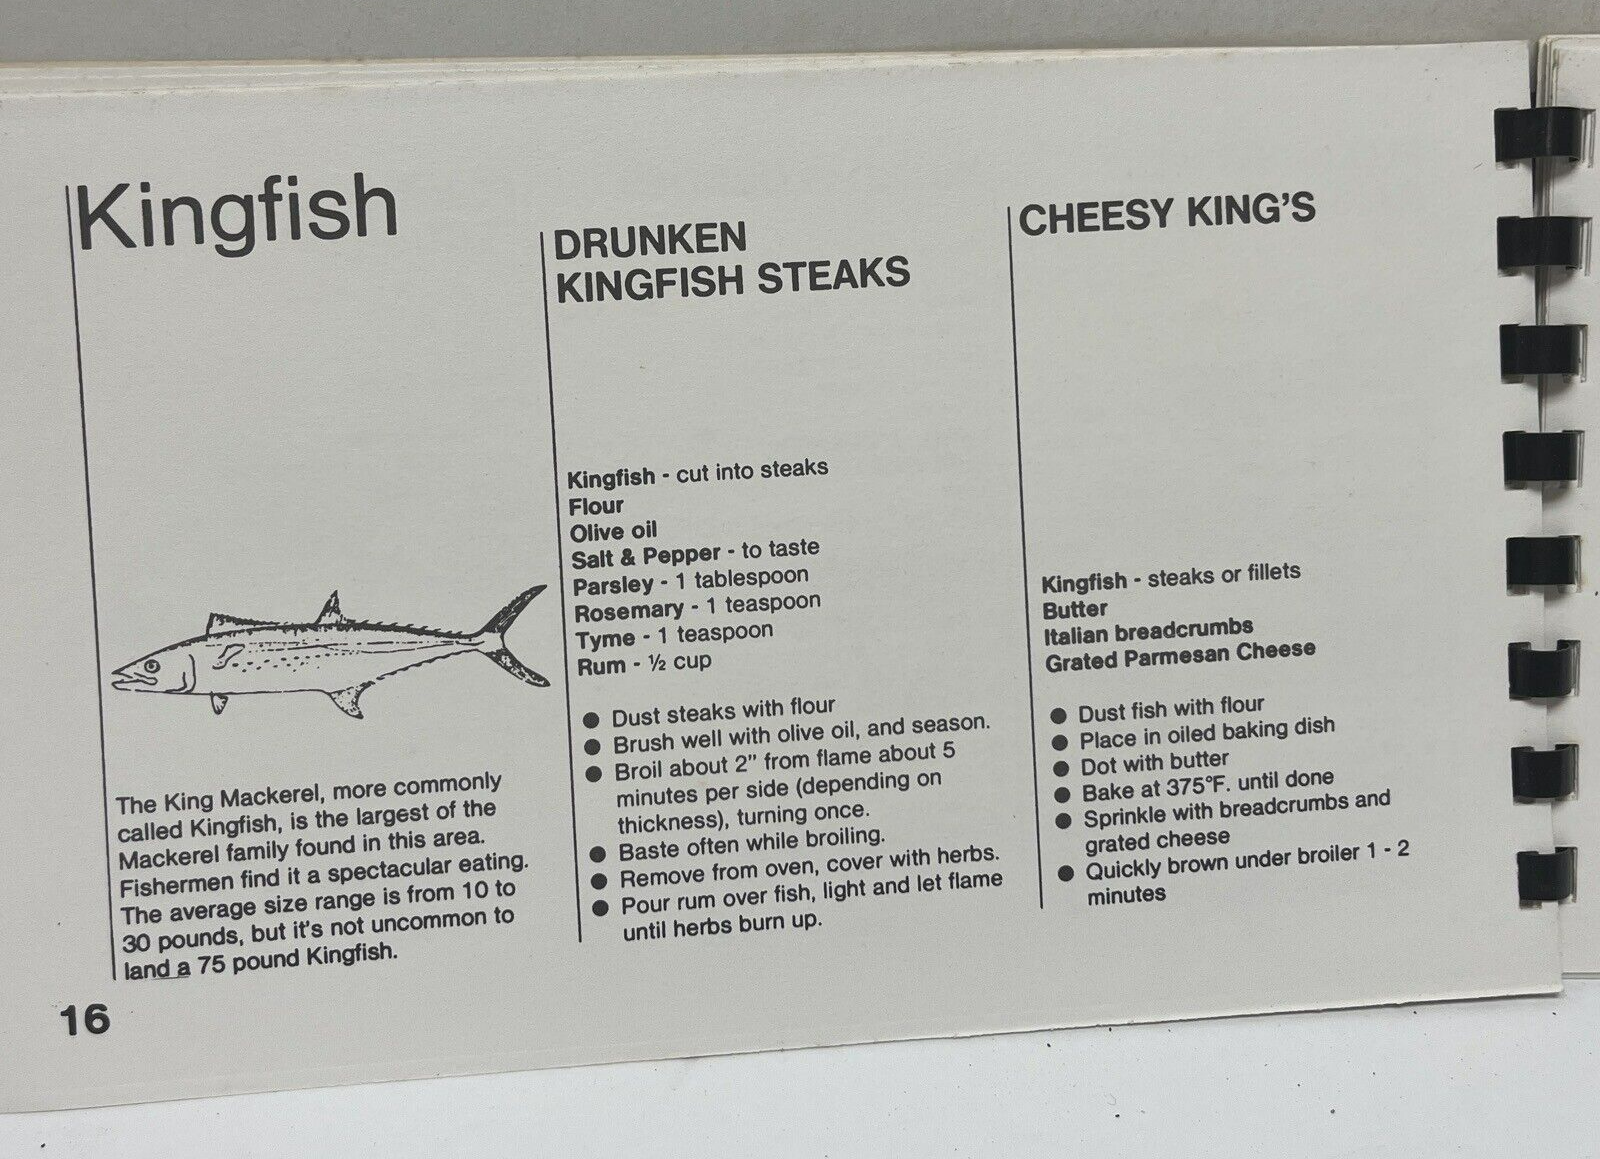 Kingfish
The King Mackerel, more commonly
called Kingfish, is the largest of the
Mackerel family found in this area.
Fishermen find it a spectacular eating.
The average size range is from 10 to
30 pounds, but it's not uncommon to
land a 75 pound Kingfish.
16
DRUNKEN
KINGFISH STEAKS
Kingfish - cut into steaks
Flour
Olive oil
Salt & Pepper - to taste
Parsley - 1 tablespoon
Rosemary - 1 teaspoon
Tyme - 1 teaspoon
Rum - ½ cup
● Dust steaks with flour
● Brush well with olive oil, and season.
● Broil about 2" from flame about 5
minutes per side (depending on
thickness), turning once.
● Baste often while broiling.
● Remove from oven, cover with herbs.
● Pour rum over fish, light and let flame
until herbs burn up.
CHEESY KING'S
Kingfish - steaks or fillets
Butter
Italian breadcrumbs
Grated Parmesan Cheese
● Dust fish with flour
● Place in oiled baking dish
● Dot with butter
● Bake at 375°F. until done
● Sprinkle with breadcrumbs and
grated cheese
● Quickly brown under broiler 1 - 2
minutes